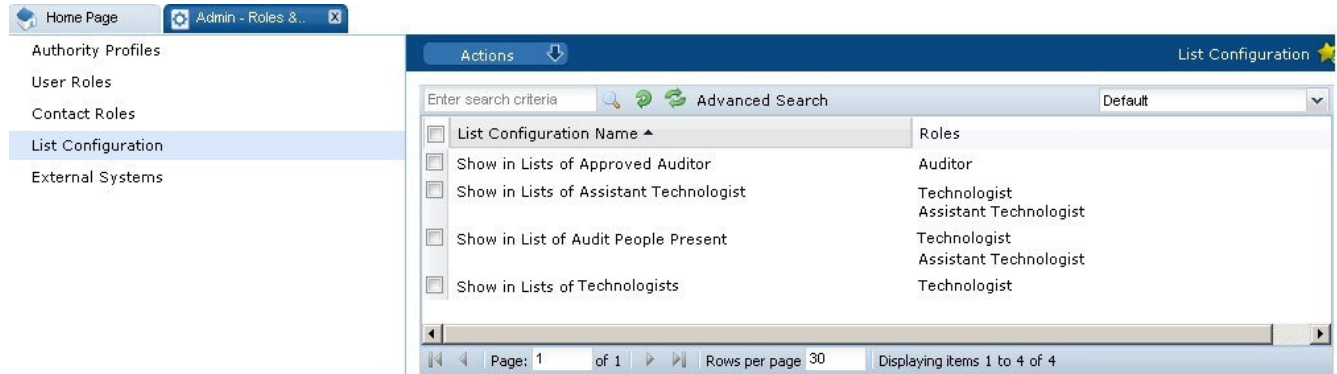 Home Page
Admin - Roles &..
Authority Profiles
User Roles
Contact Roles
List Configuration
External Systems
Actions
List Configuration
Enter search criteria
Advanced Search
Default
List Configuration Name
Roles
Show in Lists of Approved Auditor
Auditor
Show in Lists of Assistant Technologist
Technologist
Assistant Technologist
Show in List of Audit People Present
Technologist
Assistant Technologist
Show in Lists of Technologists
Technologist
Page: 1 of 1 Rows per page 30 Displaying items 1 to 4 of 4